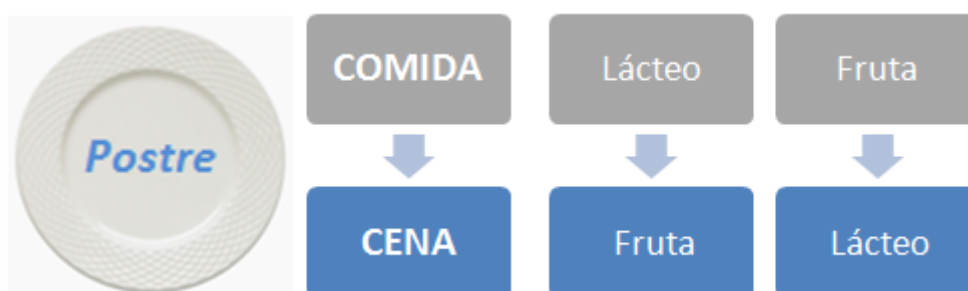 Postre
COMIDA
Lácteo
Fruta
CENA
Fruta
Lácteo